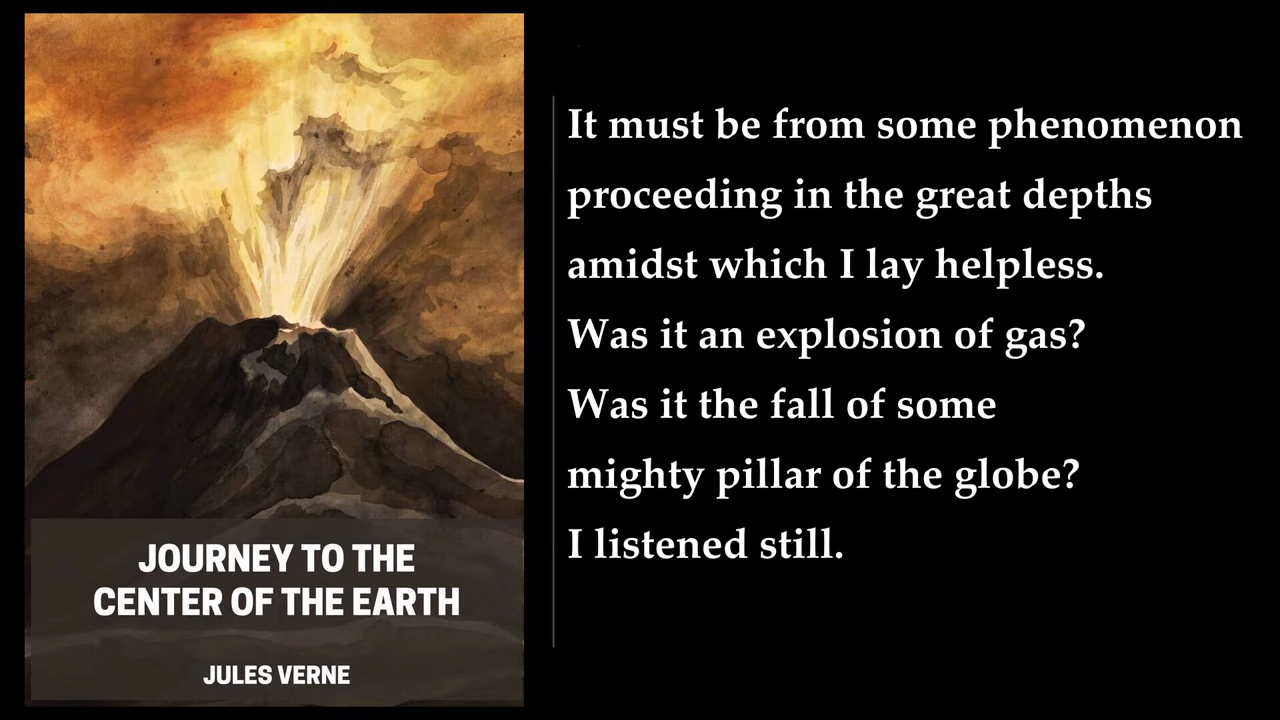 JOURNEY TO THE
CENTER OF THE EARTH
JULES VERNE
It must be from some phenomenon
proceeding in the great depths
amidst which I lay helpless.
Was it an explosion of gas?
Was it the fall of some
mighty pillar of the globe?
I listened still.